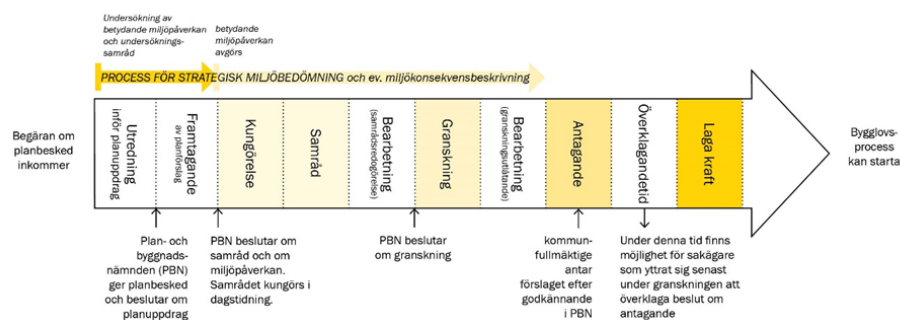 Undersökning av
betydande miljöpåverkan
och undersöknings-
samråd
betydande
miljöpåverkan
avgörs
PROCESS FÖR STRATEGISK MILJÖBEDÖMNING och ev. miljökonsekvensbeskrivning
Begäran om
planbesked
inkommer
Utredning
inför planuppdrag
Framtagande
av planförslag
Kungörelse
Samråd
Bearbetning
(samrådsredogörelse)
Granskning
Bearbetning
(granskningsutlåtande)
Antagande
Överklagandetid
Laga kraft
Bygglovs-
process
kan starta
Plan- och
byggnads-
nämnden (PBN)
ger planbesked
och beslutar om
planuppdrag
PBN beslutar om
samråd och om
miljöpåverkan.
Samrådet kungörs i
dagstidning.
PBN beslutar
om granskning
kommun-
fullmäktige
antar
förslaget efter
godkännande
i PBN
Under denna tid finns
möjlighet för sakägare
som yttrat sig senast
under granskningen att
överklaga beslut om
antagande